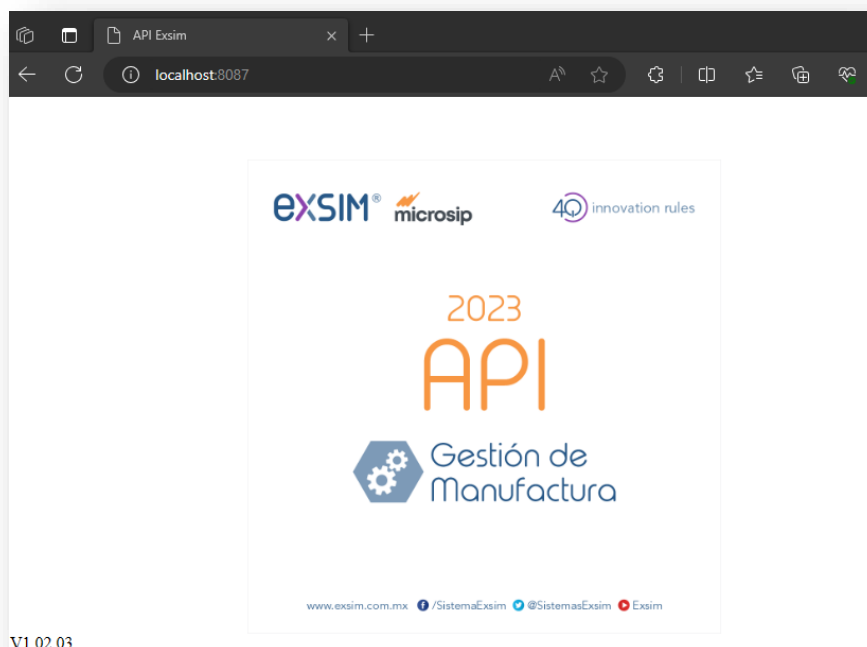 API Exsim
localhost:8087
exsim® microsip 4Q innovation rules
2023
API
Gestión de
Manufactura
www.exsim.com.mx /SistemaExsim @SistemasExsim Exsim
V1.02.03